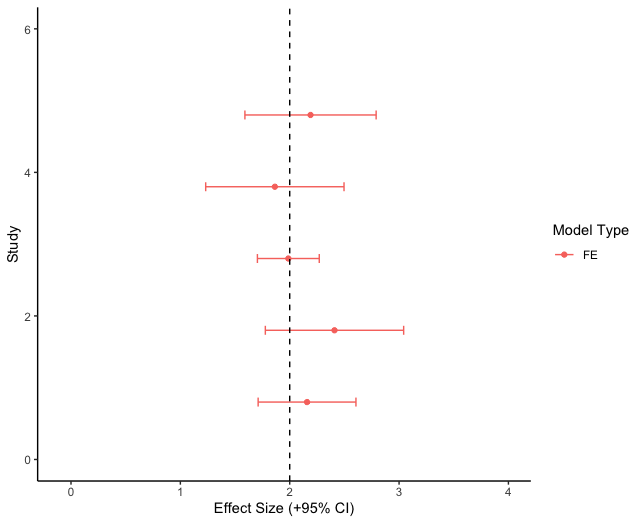 6
4
2
0
Study
0 1 2 3 4
Effect Size (+95% CI)
Model Type
FE